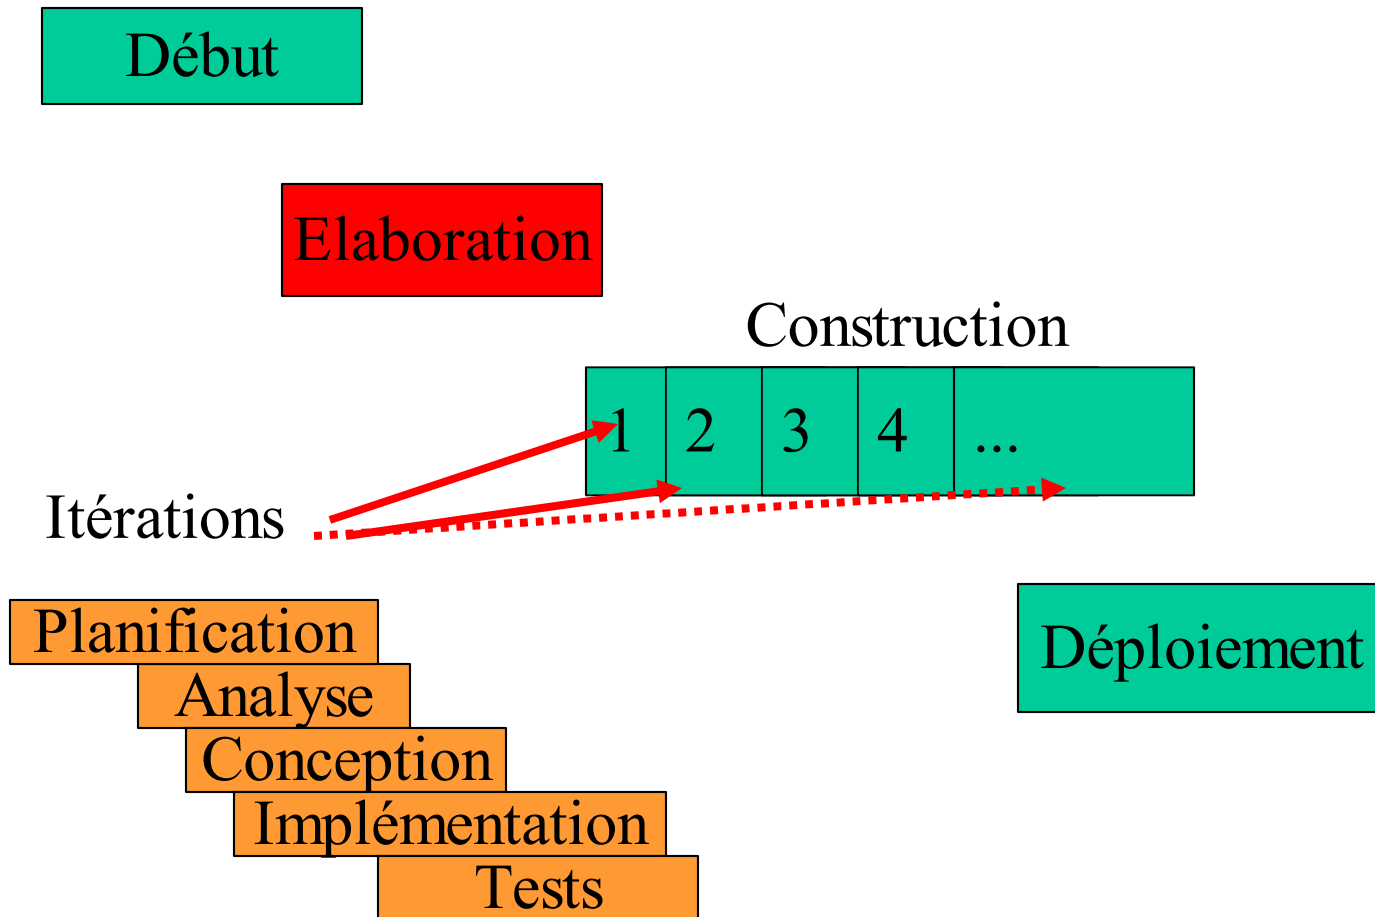 Début
Elaboration
Construction
1 2 3 4 ...
Itérations
Planification
Déploiement
Analyse
Conception
Implémentation
Tests